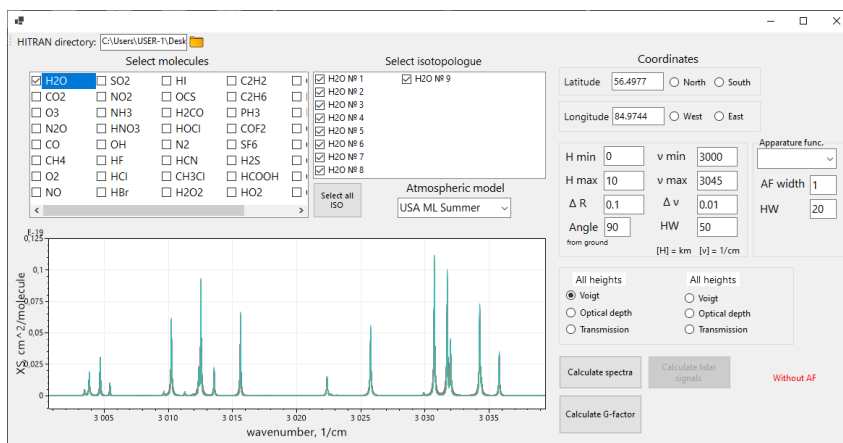 HITRAN directory: C:\Users\USER-1\Desk
Select molecules
H2O SO2 HI C2H2
CO2 NO2 OCS C2H6
O3 NH3 H2CO PH3
N2O HNO3 HOCl COF2
CO OH N2 SF6
CH4 HF HCN H2S
O2 HCl CH3Cl HCOOH
NO HBr H2O2 HO2
Select isotopologue
H2O № 1 H2O № 9
H2O № 2
H2O № 3
H2O № 4
H2O № 5
H2O № 6
H2O № 7
H2O № 8
Select all
ISO
Atmospheric model
USA ML Summer
Coordinates
Latitude 56.4977 North South
Longitude 84.9744 West East
H min 0 ν min 3000
H max 10 ν max 3045
Δ R 0.1 Δ ν 0.01
Angle 90 HW 50
from ground
[H] = km [ν] = 1/cm
Apparature func.
AF width 1
HW 20
All heights All heights
Voigt Voigt
Optical depth Optical depth
Transmission Transmission
Calculate spectra
Calculate lidar
signals
Without AF
Calculate G-factor
E-19
0,125
0,1
0,075
0,05
0,025
0
XS, cm^2/molecule
3 005 3 010 3 015 3 020 3 025 3 030 3 035
wavenumber, 1/cm